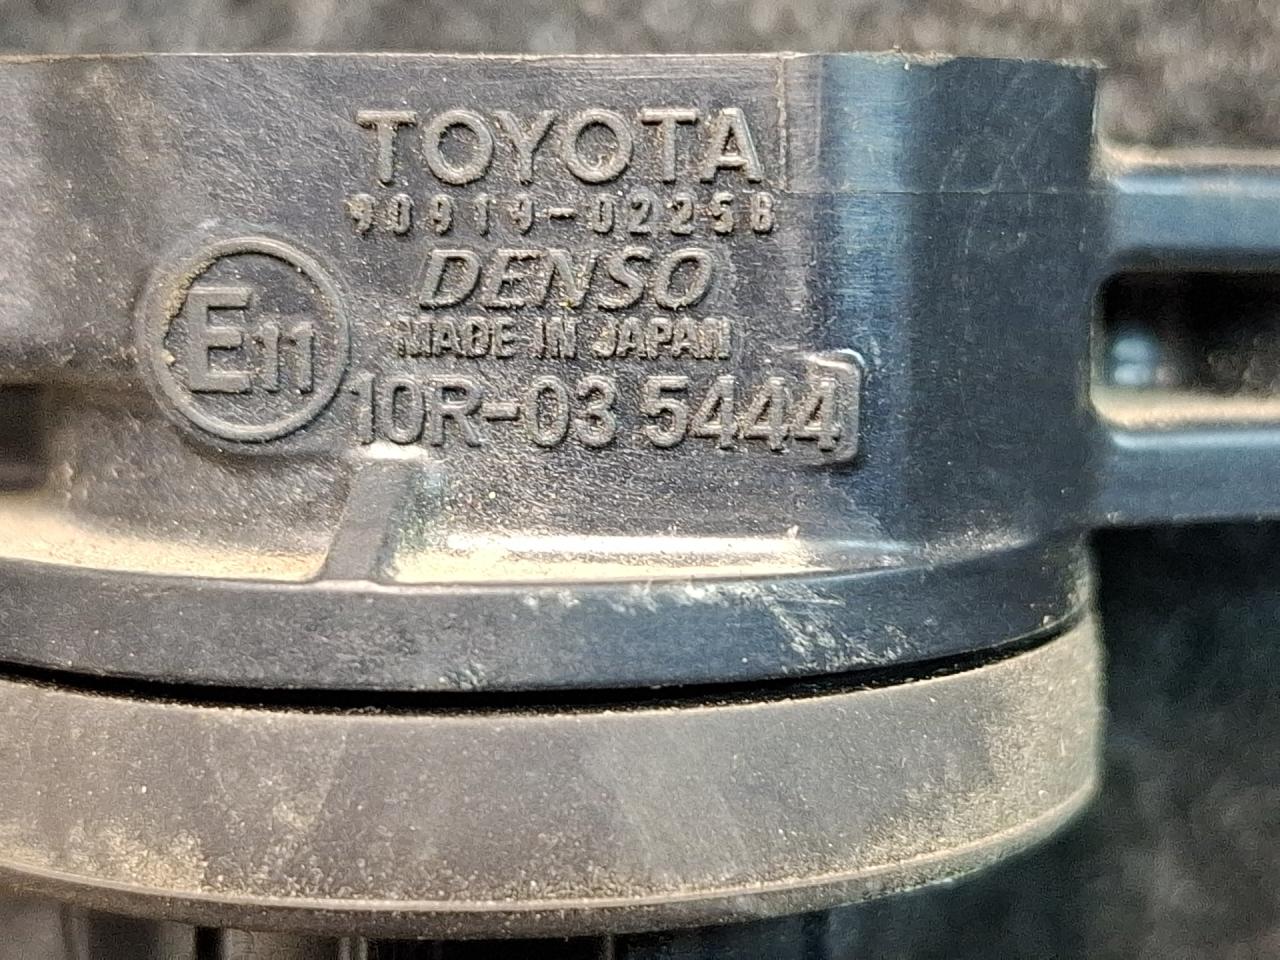 TOYOTA
90919-02258
DENSO
MADE IN JAPAN
E11
10R-03 5444